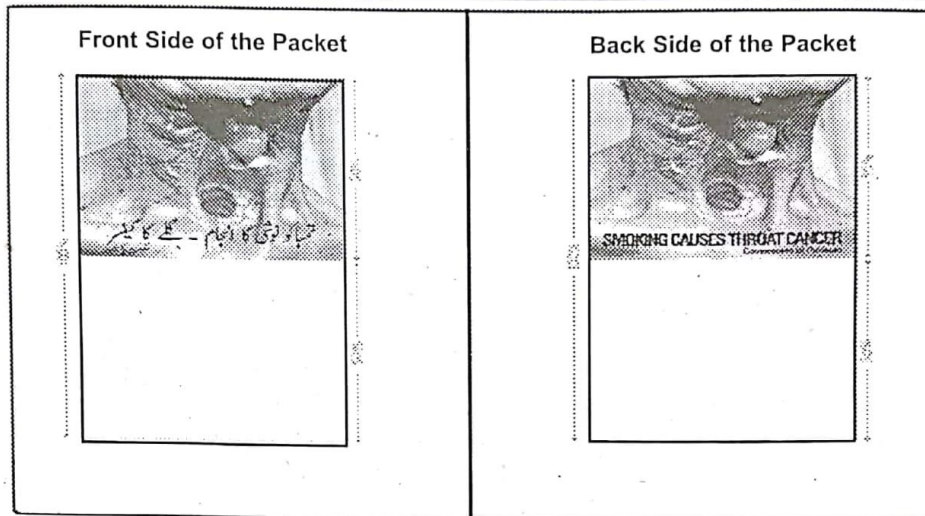 Front Side of the Packet
تمباکو نوشی کا انجام - گلے کا کینسر
Back Side of the Packet
SMOKING CAUSES THROAT CANCER